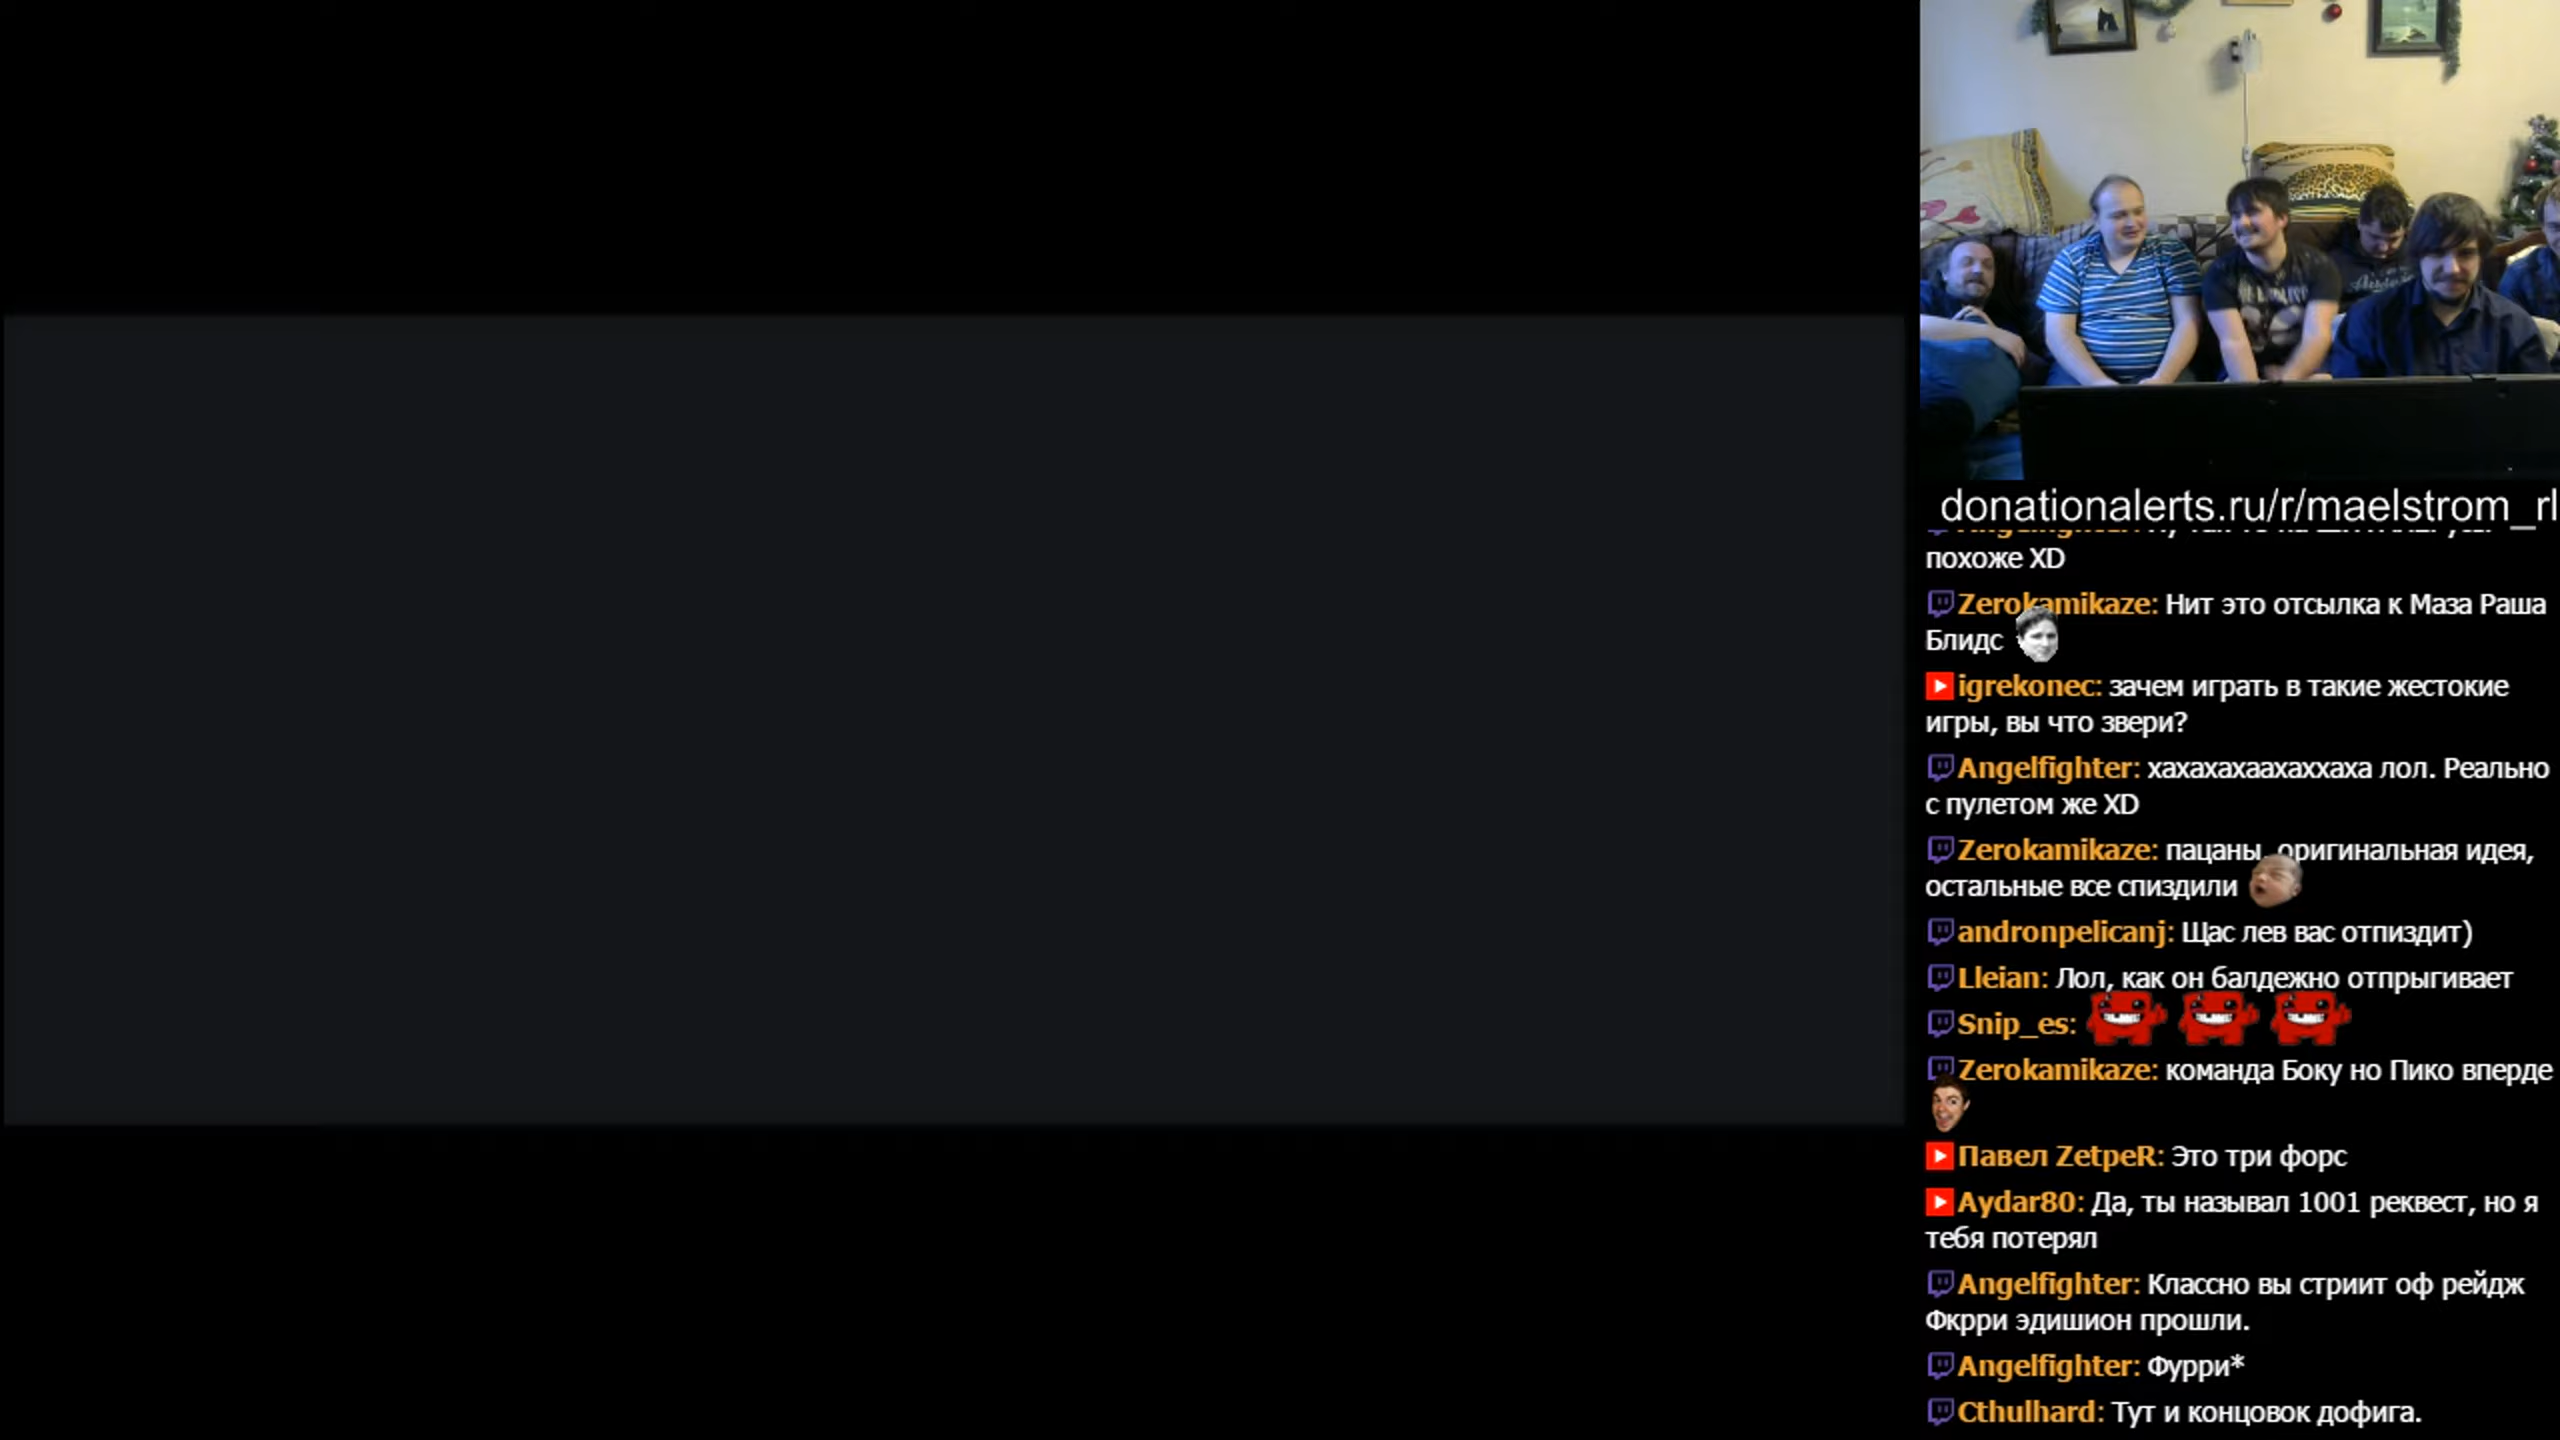 donationalerts.ru/r/maelstrom_rl
похоже XD
Zerokamikaze: Нит это отсылка к Маза Раша
Блидс
igrekonec: зачем играть в такие жестокие
игры, вы что звери?
Angelfighter: хахахахаахаххаха лол. Реально
с пулетом же XD
Zerokamikaze: пацаны, оригинальная идея,
остальные все спиздили
andronpelicanj: Щас лев вас отпиздит)
Lleian: Лол, как он балдежно отпрыгивает
Snip_es:
Zerokamikaze: команда Боку но Пико вперде
Павел ZetpeR: Это три форс
Aydar80: Да, ты называл 1001 реквест, но я
тебя потерял
Angelfighter: Классно вы стриит оф рейдж
Фкрри эдишион прошли.
Angelfighter: Фурри*
Cthulhard: Тут и концовок дофига.